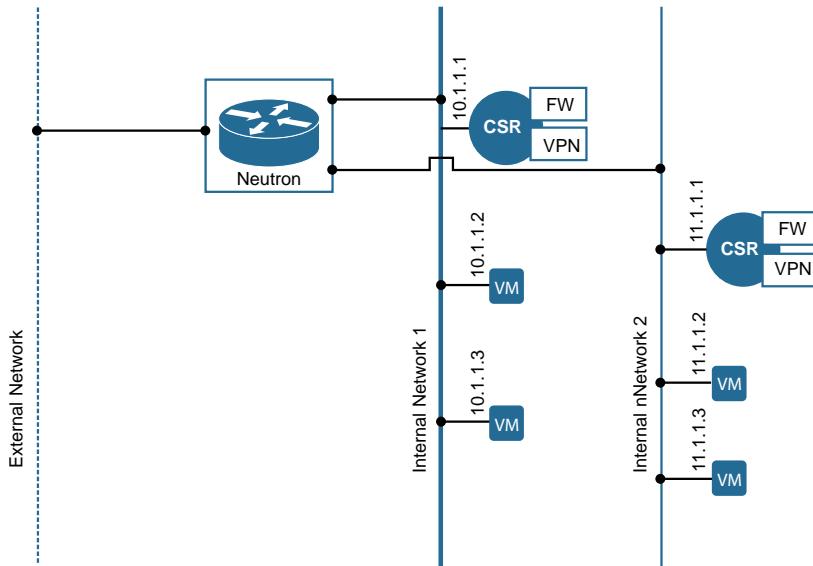 External Network
Neutron
Internal Network 1
10.1.1.1
CSR
FW
VPN
10.1.1.2
VM
10.1.1.3
VM
Internal nNetwork 2
11.1.1.1
CSR
FW
VPN
11.1.1.2
VM
11.1.1.3
VM